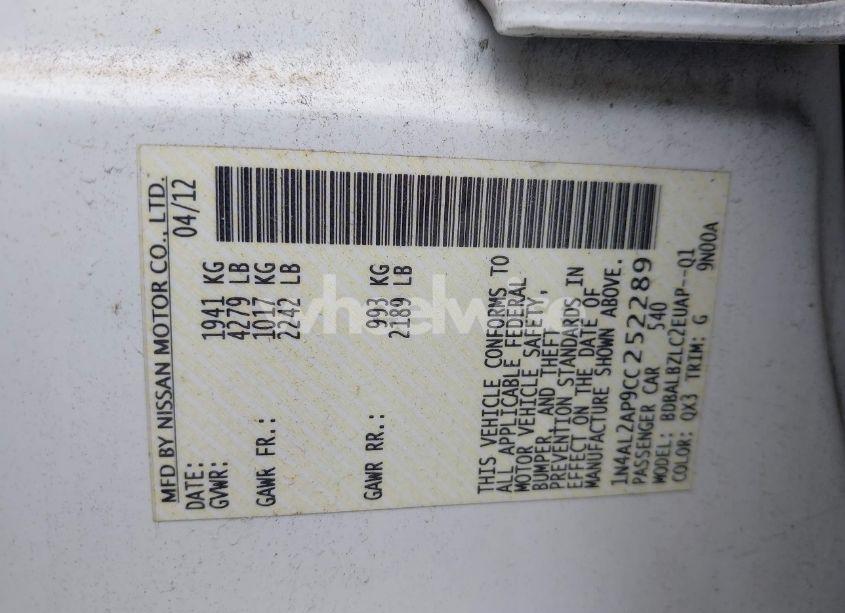 MFD BY NISSAN MOTOR CO., LTD.
DATE: 04/12
GVWR: 1941 KG
4279 LB
GAWR FR.: 1017 KG
2242 LB
GAWR RR.: 993 KG
2189 LB
THIS VEHICLE CONFORMS TO
ALL APPLICABLE FEDERAL
MOTOR VEHICLE SAFETY,
BUMPER, AND THEFT
PREVENTION STANDARDS IN
EFFECT ON THE DATE OF
MANUFACTURE SHOWN ABOVE.
1N4AL2AP9CC252289
PASSENGER CAR 540
MODEL: BDBALBZLC2EUAP--Q1
COLOR: QX3 TRIM: G 9N00A
wheelwise